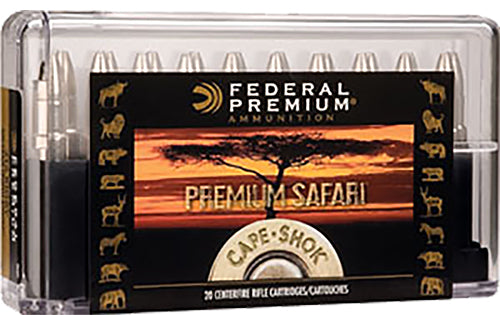 FEDERAL
PREMIUM®
AMMUNITION
PREMIUM SAFARI
CAPE•SHOK
20 CENTERFIRE RIFLE CARTRIDGES/CARTOUCHES